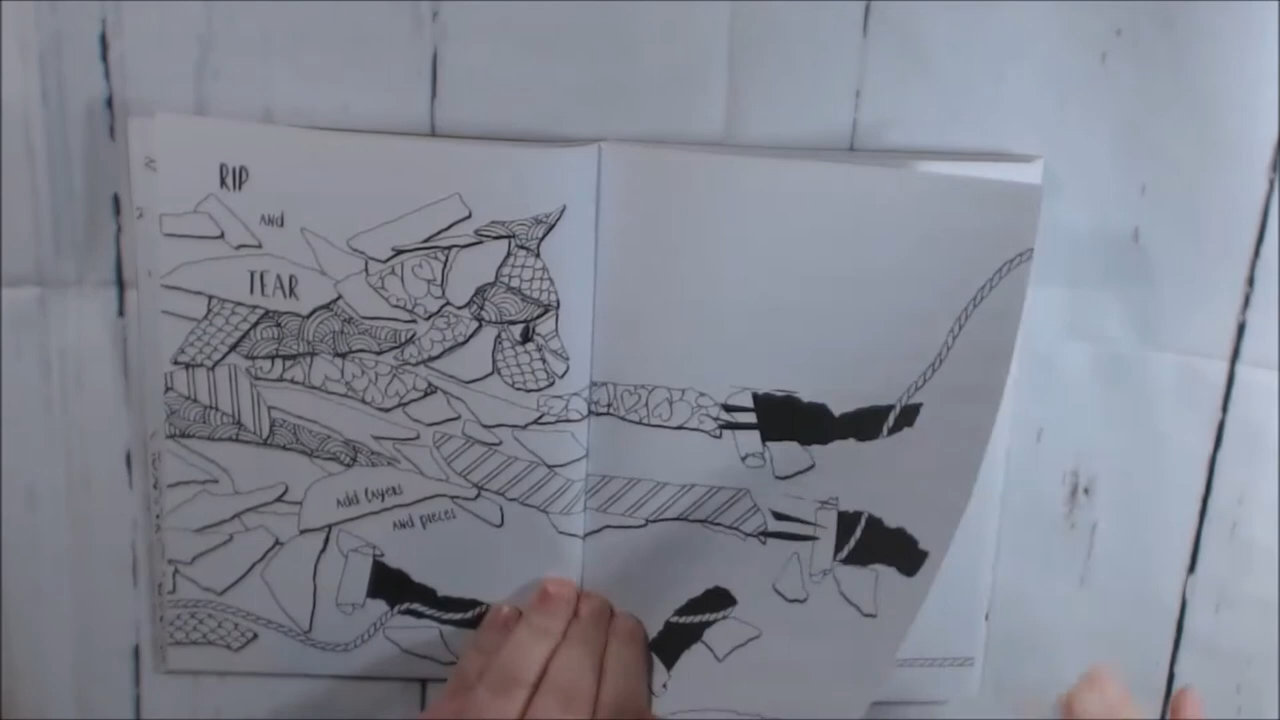 RIP
AND
TEAR
ADD lAyERS
AND piEcES